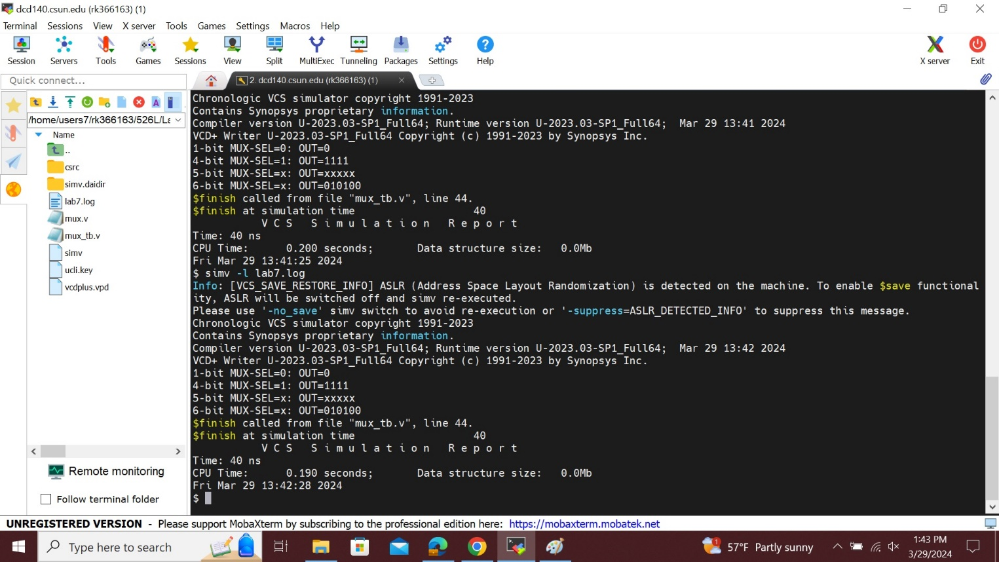 dcd140.csun.edu (rk366163) (1)
Terminal Sessions View X server Tools Games Settings Macros Help
Session Servers Tools Games Sessions View Split MultiExec Tunneling Packages Settings Help X server Exit
Quick connect...
2. dcd140.csun.edu (rk366163) (1)
/home/users7/rk366163/526L/La
Name
..
csrc
simv.daidir
lab7.log
mux.v
mux_tb.v
simv
ucli.key
vcdplus.vpd
Remote monitoring
Follow terminal folder
Chronologic VCS simulator copyright 1991-2023
Contains Synopsys proprietary information.
Compiler version U-2023.03-SP1_Full64; Runtime version U-2023.03-SP1_Full64;  Mar 29 13:41 2024
VCD+ Writer U-2023.03-SP1_Full64 Copyright (c) 1991-2023 by Synopsys Inc.
1-bit MUX-SEL=0: OUT=0
4-bit MUX-SEL=1: OUT=1111
5-bit MUX-SEL=x: OUT=xxxxx
6-bit MUX-SEL=x: OUT=010100
$finish called from file "mux_tb.v", line 44.
$finish at simulation time                   40
           V C S   S i m u l a t i o n   R e p o r t
Time: 40 ns
CPU Time:      0.200 seconds;       Data structure size:   0.0Mb
Fri Mar 29 13:41:25 2024
$ simv -l lab7.log
Info: [VCS_SAVE_RESTORE_INFO] ASLR (Address Space Layout Randomization) is detected on the machine. To enable $save functional
ity, ASLR will be switched off and simv re-executed.
Please use '-no_save' simv switch to avoid re-execution or '-suppress=ASLR_DETECTED_INFO' to suppress this message.
Chronologic VCS simulator copyright 1991-2023
Contains Synopsys proprietary information.
Compiler version U-2023.03-SP1_Full64; Runtime version U-2023.03-SP1_Full64;  Mar 29 13:42 2024
VCD+ Writer U-2023.03-SP1_Full64 Copyright (c) 1991-2023 by Synopsys Inc.
1-bit MUX-SEL=0: OUT=0
4-bit MUX-SEL=1: OUT=1111
5-bit MUX-SEL=x: OUT=xxxxx
6-bit MUX-SEL=x: OUT=010100
$finish called from file "mux_tb.v", line 44.
$finish at simulation time                   40
           V C S   S i m u l a t i o n   R e p o r t
Time: 40 ns
CPU Time:      0.190 seconds;       Data structure size:   0.0Mb
Fri Mar 29 13:42:28 2024
$
UNREGISTERED VERSION - Please support MobaXterm by subscribing to the professional edition here: https://mobaxterm.mobatek.net
Type here to search
1
57°F Partly sunny
1:43 PM
3/29/2024